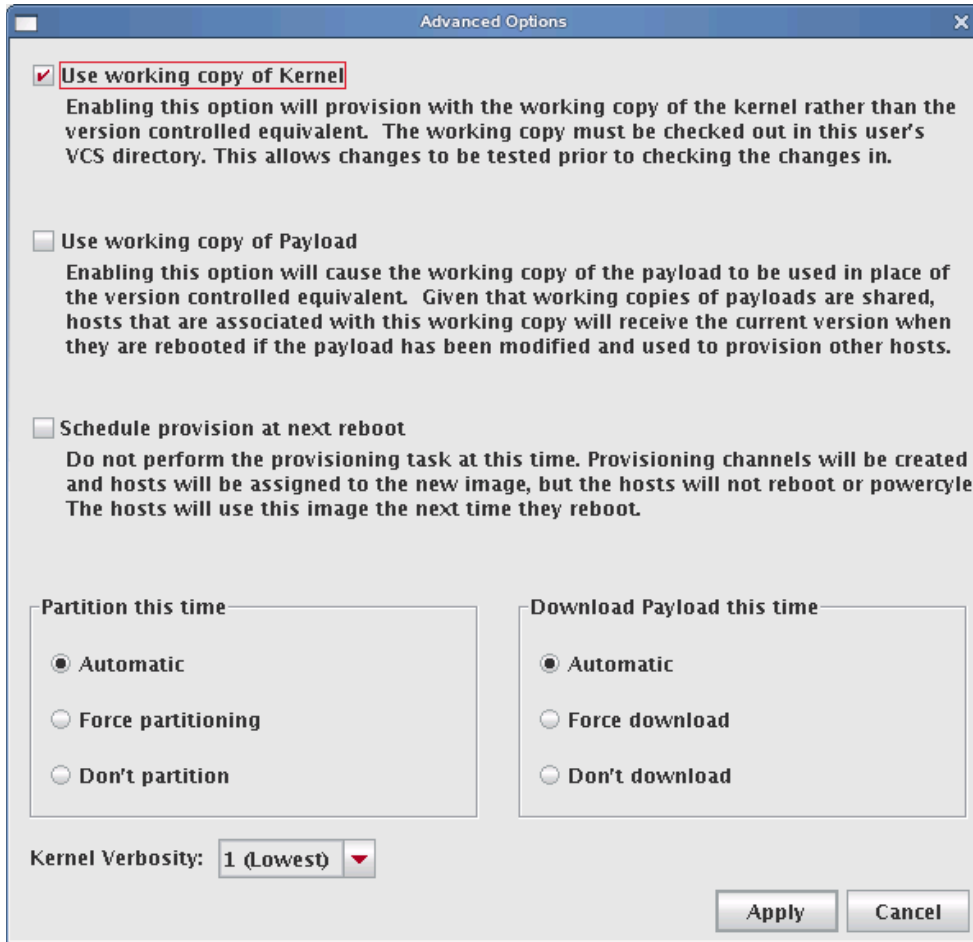 Advanced Options
Use working copy of Kernel
Enabling this option will provision with the working copy of the kernel rather than the
version controlled equivalent.  The working copy must be checked out in this user's
VCS directory. This allows changes to be tested prior to checking the changes in.
Use working copy of Payload
Enabling this option will cause the working copy of the payload to be used in place of
the version controlled equivalent.  Given that working copies of payloads are shared,
hosts that are associated with this working copy will receive the current version when
they are rebooted if the payload has been modified and used to provision other hosts.
Schedule provision at next reboot
Do not perform the provisioning task at this time. Provisioning channels will be created
and hosts will be assigned to the new image, but the hosts will not reboot or powercyle
The hosts will use this image the next time they reboot.
Partition this time
Automatic
Force partitioning
Don't partition
Download Payload this time
Automatic
Force download
Don't download
Kernel Verbosity: 1 (Lowest)
Apply Cancel